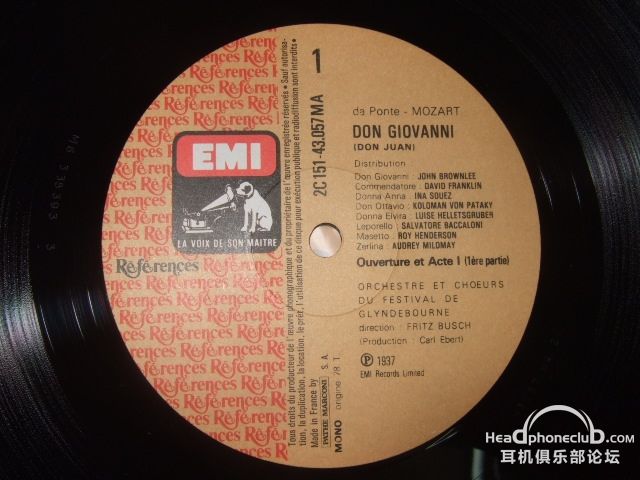 References
EMI
LA VOIX DE SON MAITRE
Références
Tous droits du producteur de l'œuvre phonographique et du propriétaire de l'œuvre enregistrée réservés • Sauf autorisa-
tion, la duplication, la location, le prêt, l'utilisation de ce disque pour exécution publique et radiodiffusion sont interdits •
Made in France by PATHE MARCONI S.A.
2C 151-43.057 MA
MONO origine 78 T.
1
da Ponte - MOZART
DON GIOVANNI
(DON JUAN)
Distribution
Don Giovanni : JOHN BROWNLEE
Commendatore : DAVID FRANKLIN
Donna Anna : INA SOUEZ
Don Ottavio : KOLOMAN VON PATAKY
Donna Elvira : LUISE HELLETSGRUBER
Leporello : SALVATORE BACCALONI
Masetto : ROY HENDERSON
Zerlina : AUDREY MILDMAY
Ouverture et Acte I (1ère partie)
ORCHESTRE ET CHŒURS
DU FESTIVAL DE
GLYNDEBOURNE
direction : FRITZ BUSCH
(Production : Carl Ebert)
℗ 1937
EMI Records Limited
HeadphoneClub.com
耳机俱乐部论坛